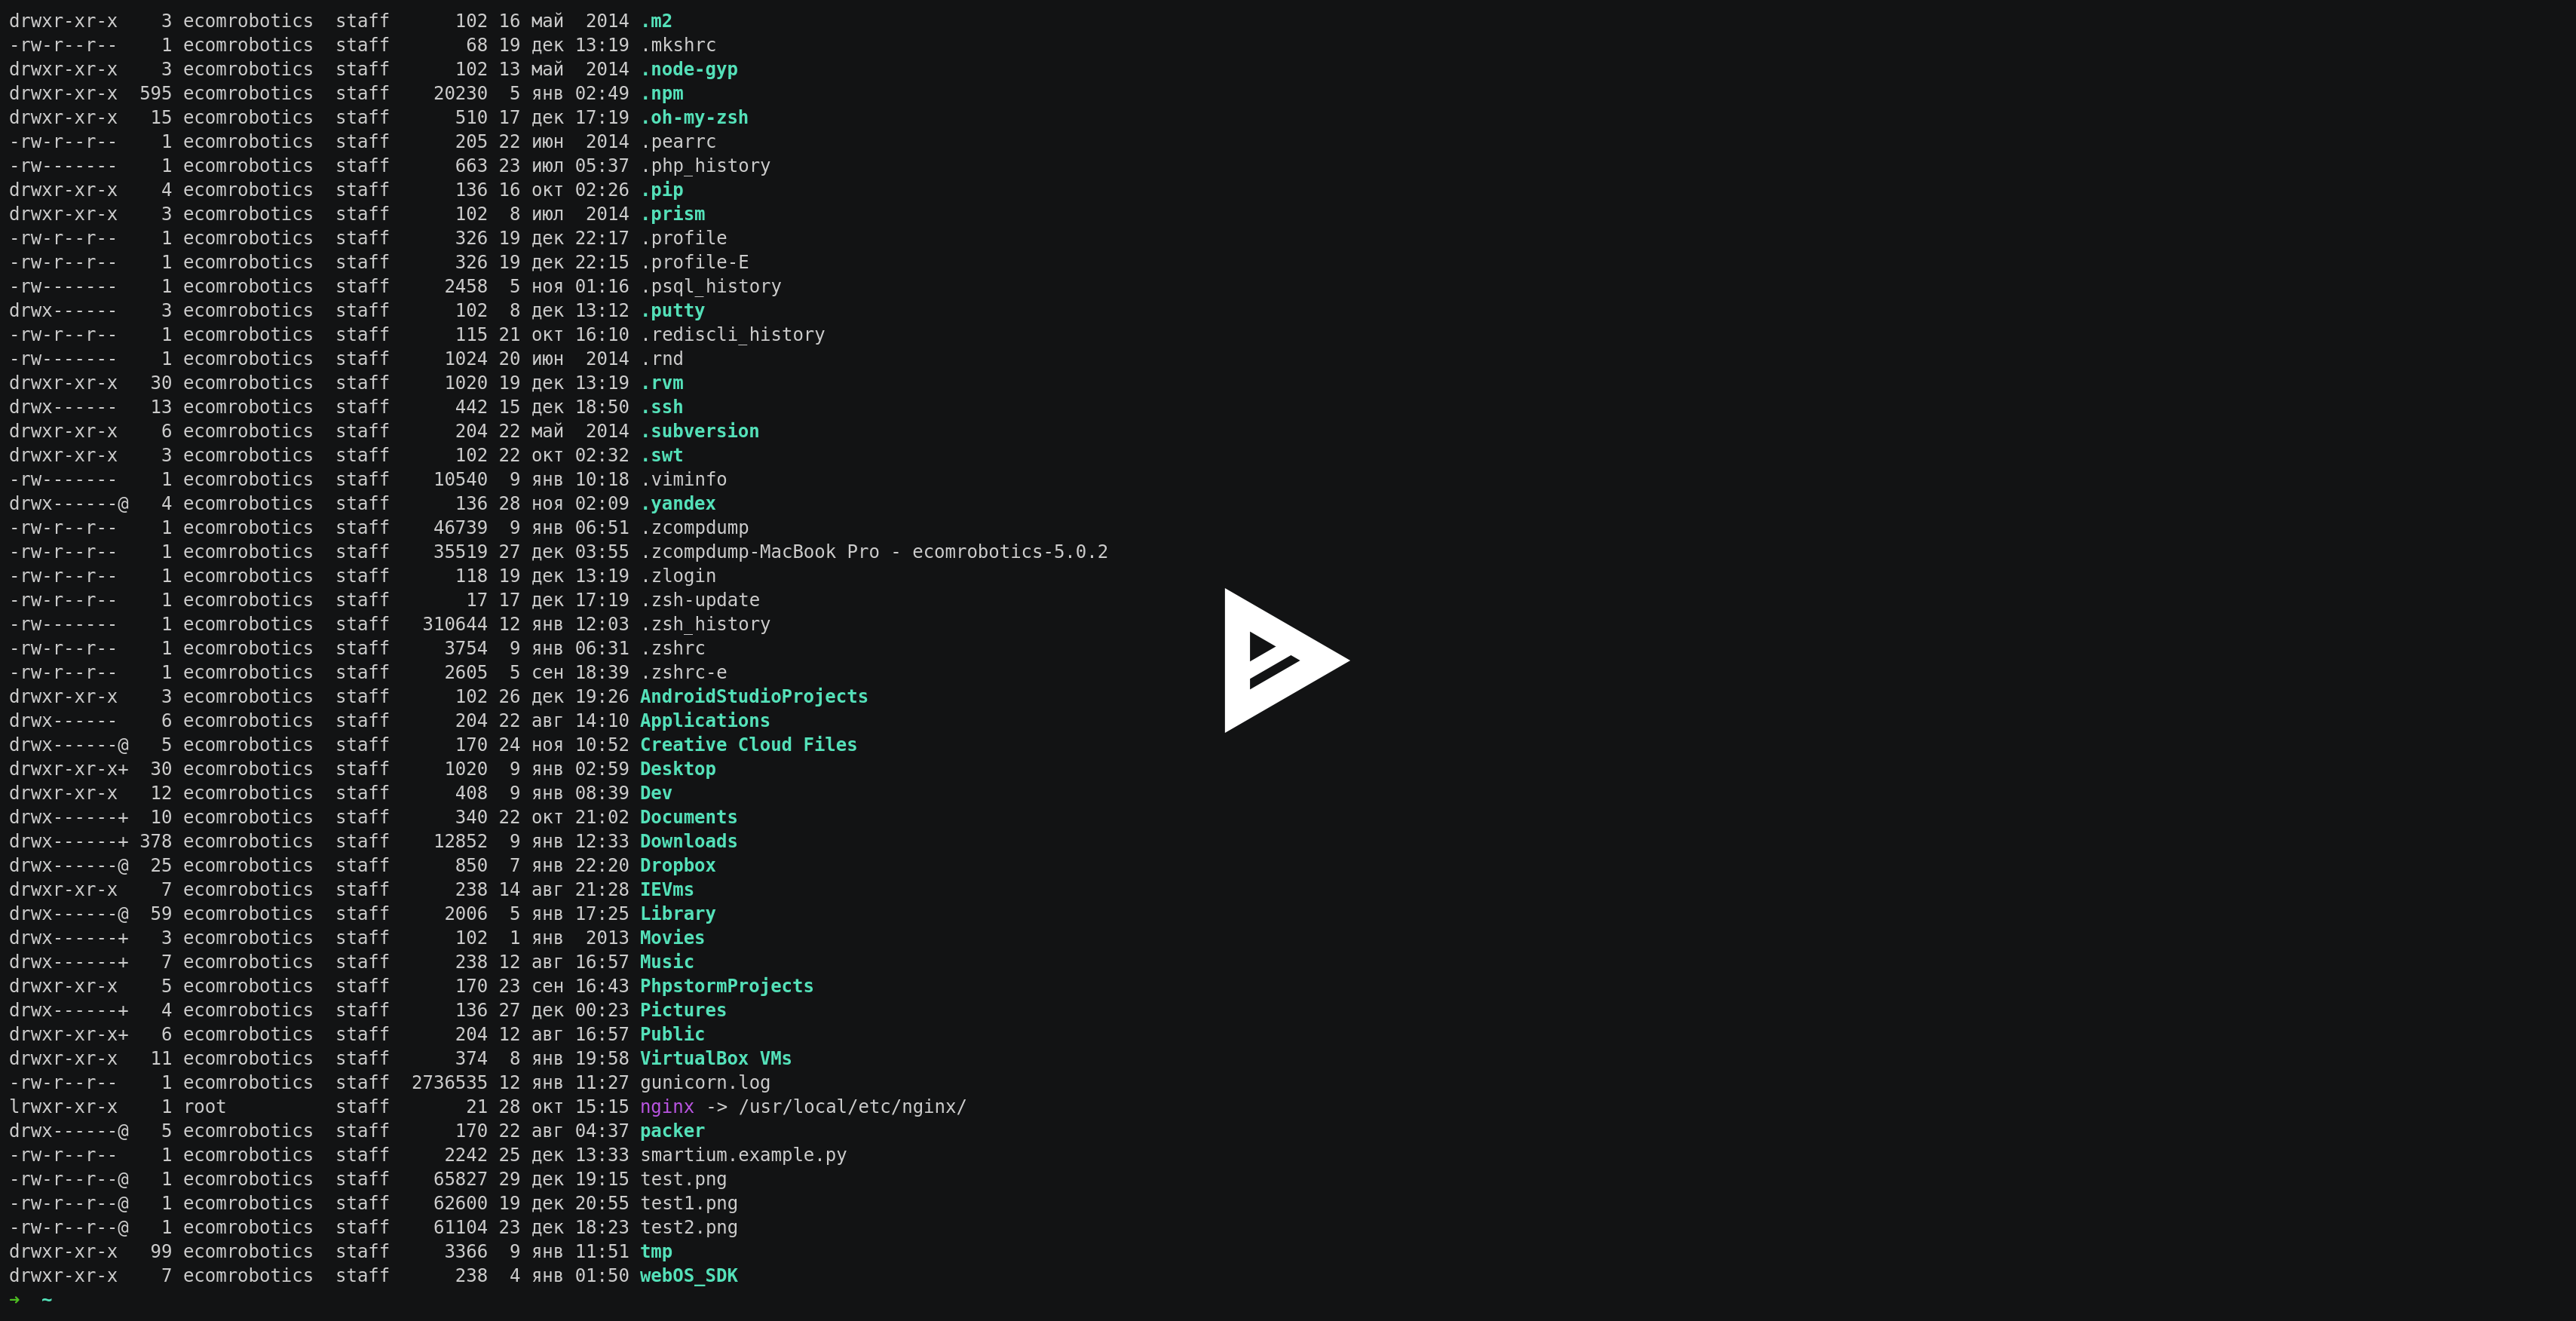 drwxr-xr-x    3 ecomrobotics  staff      102 16 май  2014 .m2
-rw-r--r--    1 ecomrobotics  staff       68 19 дек 13:19 .mkshrc
drwxr-xr-x    3 ecomrobotics  staff      102 13 май  2014 .node-gyp
drwxr-xr-x  595 ecomrobotics  staff    20230  5 янв 02:49 .npm
drwxr-xr-x   15 ecomrobotics  staff      510 17 дек 17:19 .oh-my-zsh
-rw-r--r--    1 ecomrobotics  staff      205 22 июн  2014 .pearrc
-rw-------    1 ecomrobotics  staff      663 23 июл 05:37 .php_history
drwxr-xr-x    4 ecomrobotics  staff      136 16 окт 02:26 .pip
drwxr-xr-x    3 ecomrobotics  staff      102  8 июл  2014 .prism
-rw-r--r--    1 ecomrobotics  staff      326 19 дек 22:17 .profile
-rw-r--r--    1 ecomrobotics  staff      326 19 дек 22:15 .profile-E
-rw-------    1 ecomrobotics  staff     2458  5 ноя 01:16 .psql_history
drwx------    3 ecomrobotics  staff      102  8 дек 13:12 .putty
-rw-r--r--    1 ecomrobotics  staff      115 21 окт 16:10 .rediscli_history
-rw-------    1 ecomrobotics  staff     1024 20 июн  2014 .rnd
drwxr-xr-x   30 ecomrobotics  staff     1020 19 дек 13:19 .rvm
drwx------   13 ecomrobotics  staff      442 15 дек 18:50 .ssh
drwxr-xr-x    6 ecomrobotics  staff      204 22 май  2014 .subversion
drwxr-xr-x    3 ecomrobotics  staff      102 22 окт 02:32 .swt
-rw-------    1 ecomrobotics  staff    10540  9 янв 10:18 .viminfo
drwx------@   4 ecomrobotics  staff      136 28 ноя 02:09 .yandex
-rw-r--r--    1 ecomrobotics  staff    46739  9 янв 06:51 .zcompdump
-rw-r--r--    1 ecomrobotics  staff    35519 27 дек 03:55 .zcompdump-MacBook Pro - ecomrobotics-5.0.2
-rw-r--r--    1 ecomrobotics  staff      118 19 дек 13:19 .zlogin
-rw-r--r--    1 ecomrobotics  staff       17 17 дек 17:19 .zsh-update
-rw-------    1 ecomrobotics  staff   310644 12 янв 12:03 .zsh_history
-rw-r--r--    1 ecomrobotics  staff     3754  9 янв 06:31 .zshrc
-rw-r--r--    1 ecomrobotics  staff     2605  5 сен 18:39 .zshrc-e
drwxr-xr-x    3 ecomrobotics  staff      102 26 дек 19:26 AndroidStudioProjects
drwx------    6 ecomrobotics  staff      204 22 авг 14:10 Applications
drwx------@   5 ecomrobotics  staff      170 24 ноя 10:52 Creative Cloud Files
drwxr-xr-x+  30 ecomrobotics  staff     1020  9 янв 02:59 Desktop
drwxr-xr-x   12 ecomrobotics  staff      408  9 янв 08:39 Dev
drwx------+  10 ecomrobotics  staff      340 22 окт 21:02 Documents
drwx------+ 378 ecomrobotics  staff    12852  9 янв 12:33 Downloads
drwx------@  25 ecomrobotics  staff      850  7 янв 22:20 Dropbox
drwxr-xr-x    7 ecomrobotics  staff      238 14 авг 21:28 IEVms
drwx------@  59 ecomrobotics  staff     2006  5 янв 17:25 Library
drwx------+   3 ecomrobotics  staff      102  1 янв  2013 Movies
drwx------+   7 ecomrobotics  staff      238 12 авг 16:57 Music
drwxr-xr-x    5 ecomrobotics  staff      170 23 сен 16:43 PhpstormProjects
drwx------+   4 ecomrobotics  staff      136 27 дек 00:23 Pictures
drwxr-xr-x+   6 ecomrobotics  staff      204 12 авг 16:57 Public
drwxr-xr-x   11 ecomrobotics  staff      374  8 янв 19:58 VirtualBox VMs
-rw-r--r--    1 ecomrobotics  staff  2736535 12 янв 11:27 gunicorn.log
lrwxr-xr-x    1 root          staff       21 28 окт 15:15 nginx -> /usr/local/etc/nginx/
drwx------@   5 ecomrobotics  staff      170 22 авг 04:37 packer
-rw-r--r--    1 ecomrobotics  staff     2242 25 дек 13:33 smartium.example.py
-rw-r--r--@   1 ecomrobotics  staff    65827 29 дек 19:15 test.png
-rw-r--r--@   1 ecomrobotics  staff    62600 19 дек 20:55 test1.png
-rw-r--r--@   1 ecomrobotics  staff    61104 23 дек 18:23 test2.png
drwxr-xr-x   99 ecomrobotics  staff     3366  9 янв 11:51 tmp
drwxr-xr-x    7 ecomrobotics  staff      238  4 янв 01:50 webOS_SDK
➜  ~